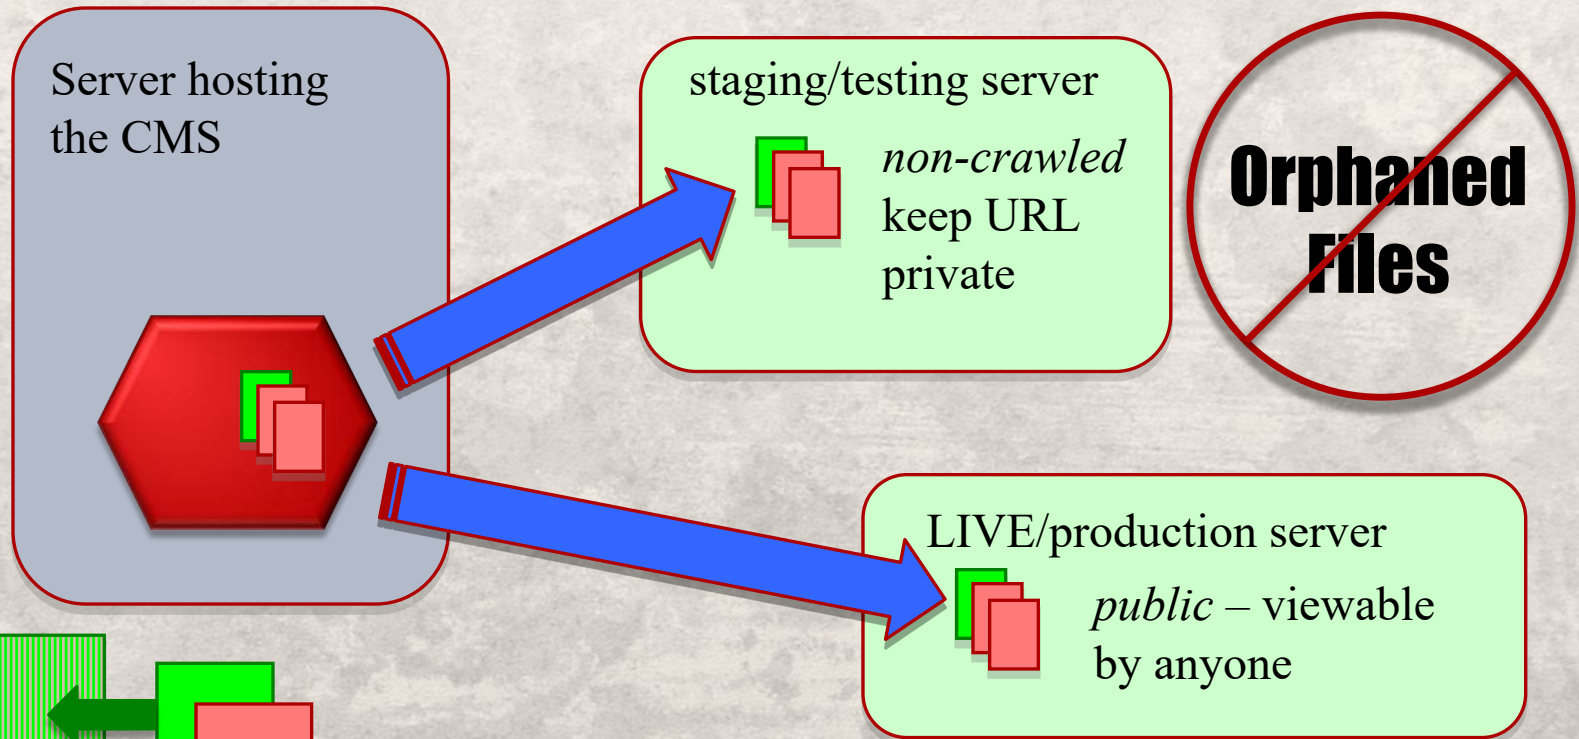 Server hosting
the CMS
staging/testing server
non-crawled
keep URL
private
Orphaned
Files
LIVE/production server
public – viewable
by anyone